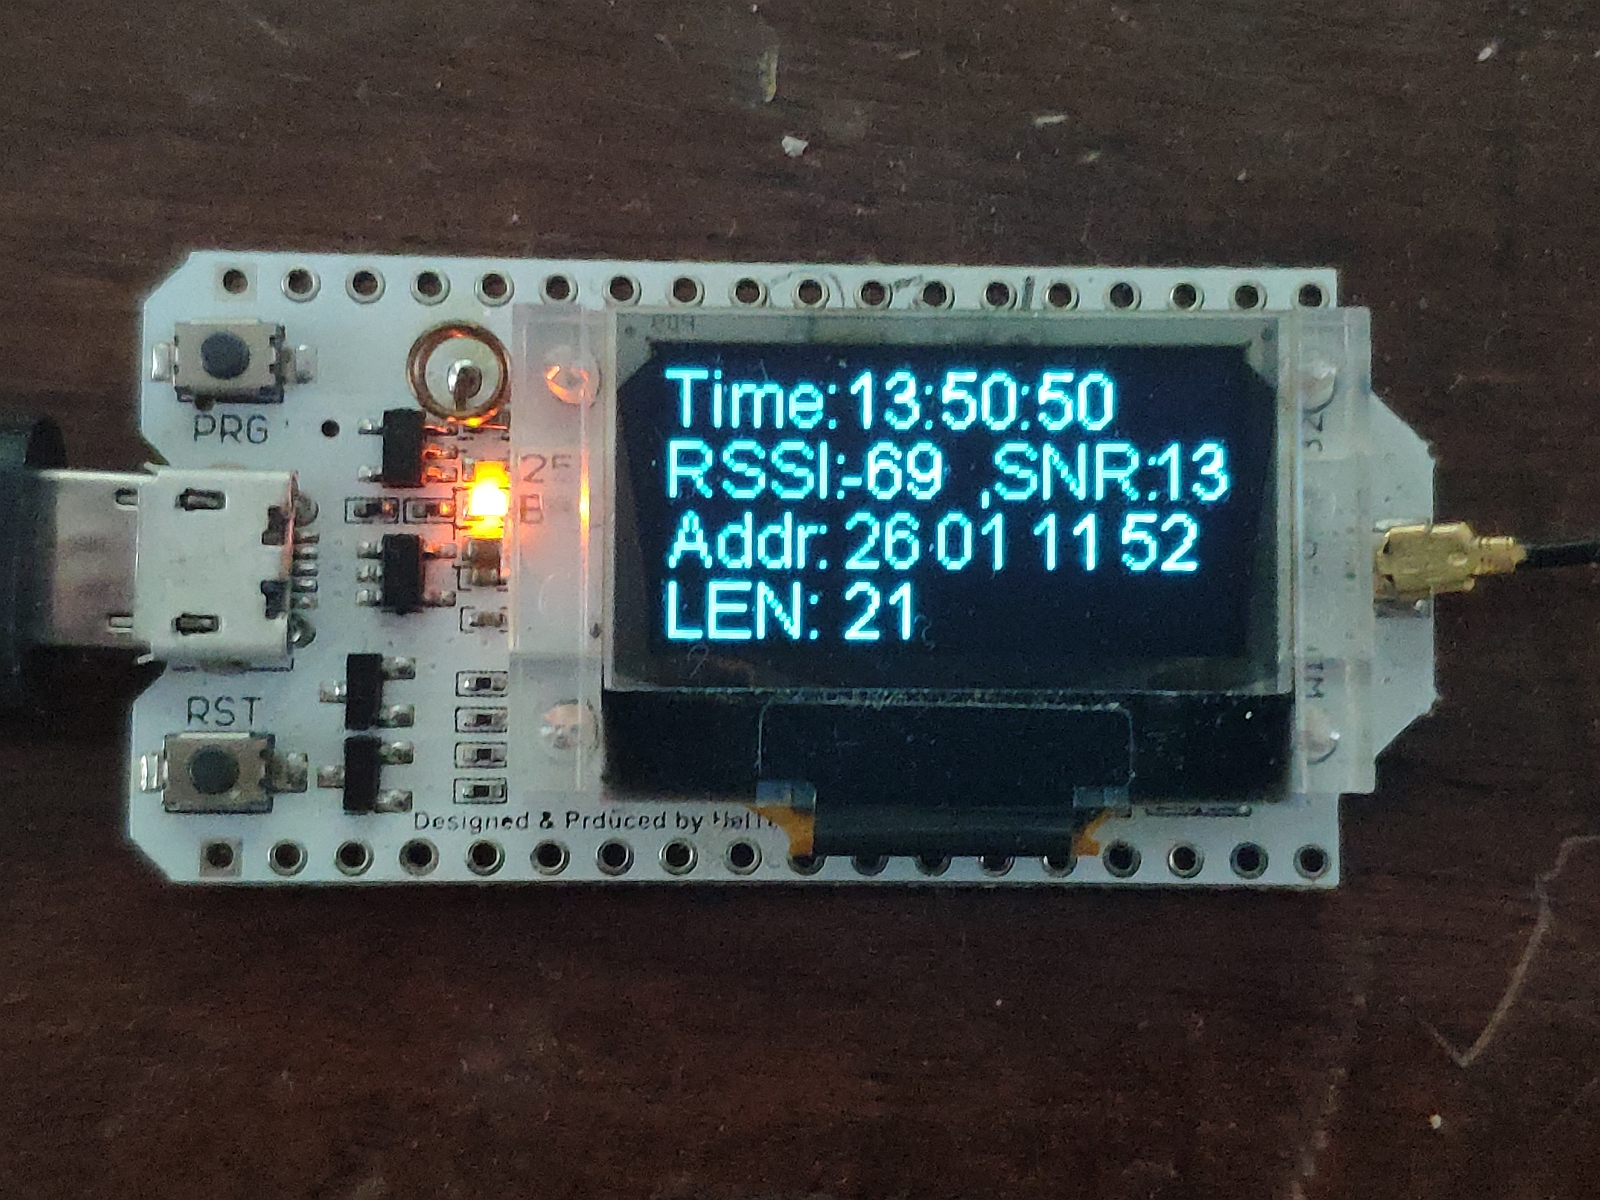 PRG
Time:13:50:50
RSSI:-69 ,SNR:13
Addr: 26 01 11 52
LEN: 21
RST
Designed & Prduced by